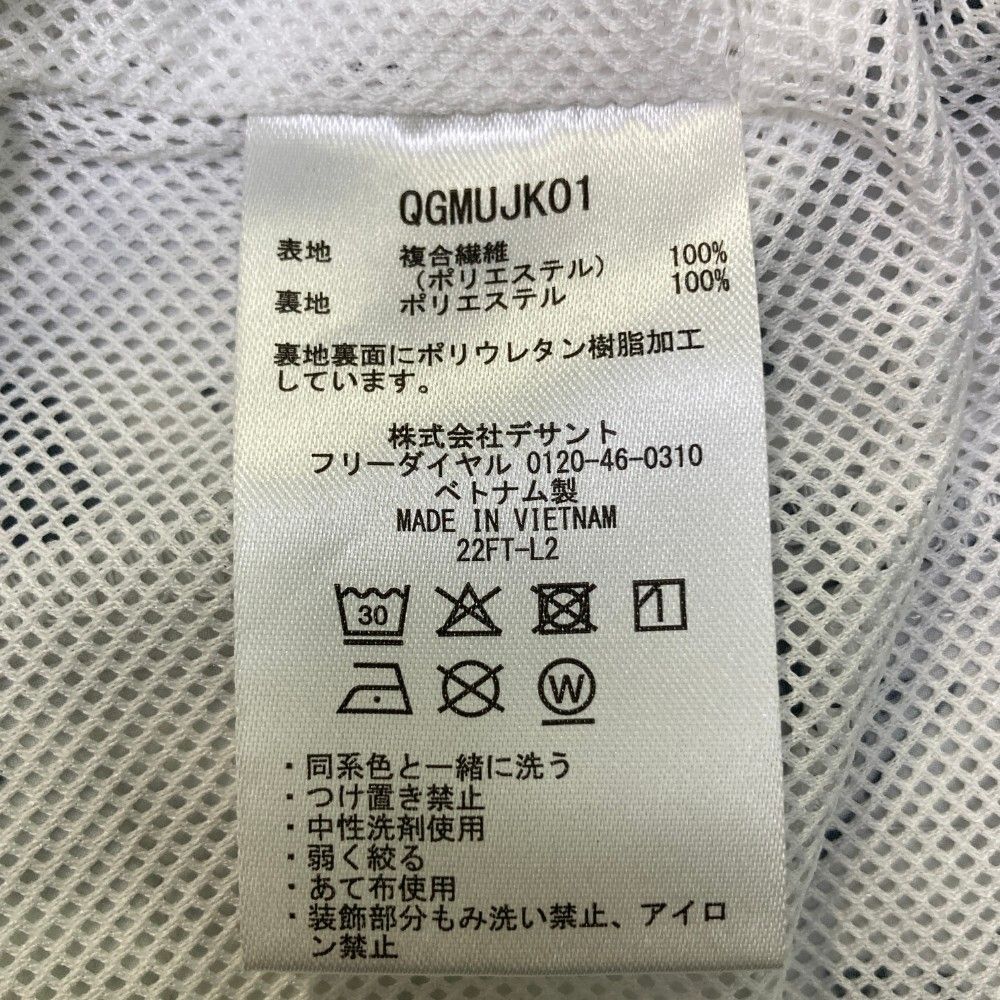 QGMUJK01
表地 複合繊維 100%
（ポリエステル）
裏地 ポリエステル 100%
裏地裏面にポリウレタン樹脂加工
しています。
株式会社デサント
フリーダイヤル 0120-46-0310
ベトナム製
MADE IN VIETNAM
22FT-L2
30
W
・同系色と一緒に洗う
・つけ置き禁止
・中性洗剤使用
・弱く絞る
・あて布使用
・装飾部分もみ洗い禁止、アイロ
ン禁止